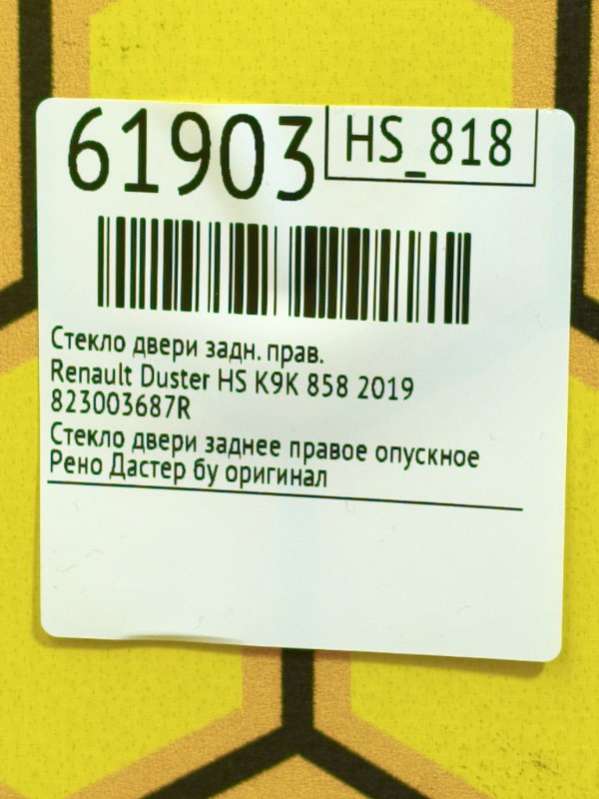 61903
HS_818
Стекло двери задн. прав.
Renault Duster HS K9K 858 2019
823003687R
Стекло двери заднее правое опускное
Рено Дастер бу оригинал